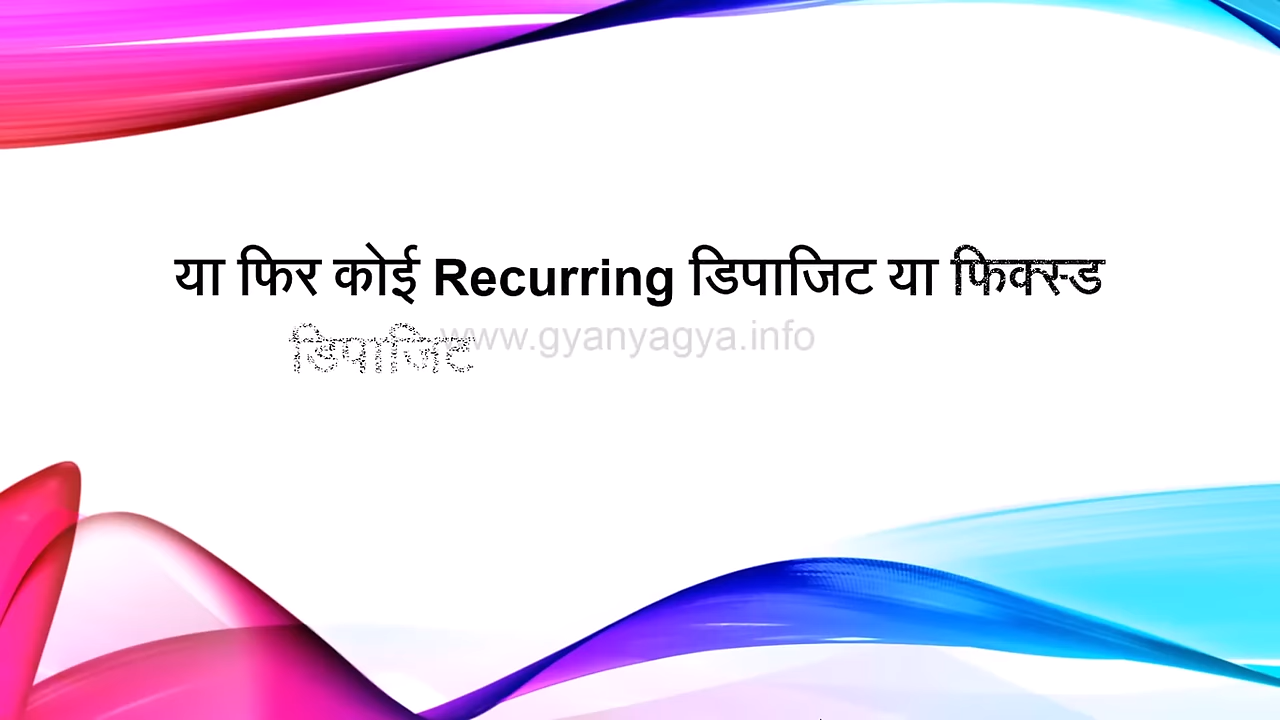 या फिर कोई Recurring डिपाजिट या फिक्स्ड
डिपाजिट
www.gyanyagya.info